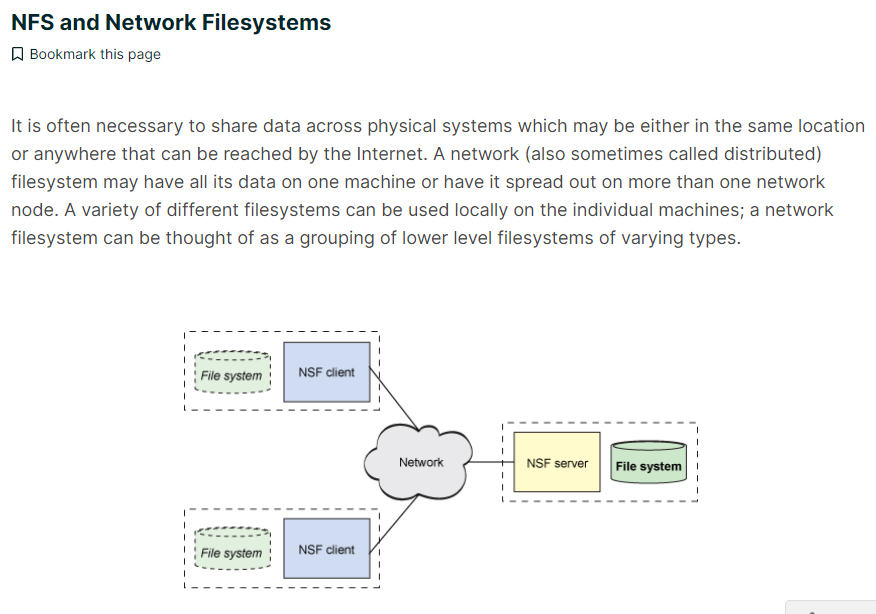 NFS and Network Filesystems
Bookmark this page
It is often necessary to share data across physical systems which may be either in the same location
or anywhere that can be reached by the Internet. A network (also sometimes called distributed)
filesystem may have all its data on one machine or have it spread out on more than one network
node. A variety of different filesystems can be used locally on the individual machines; a network
filesystem can be thought of as a grouping of lower level filesystems of varying types.
File system
NSF client
Network
NSF server
File system
File system
NSF client